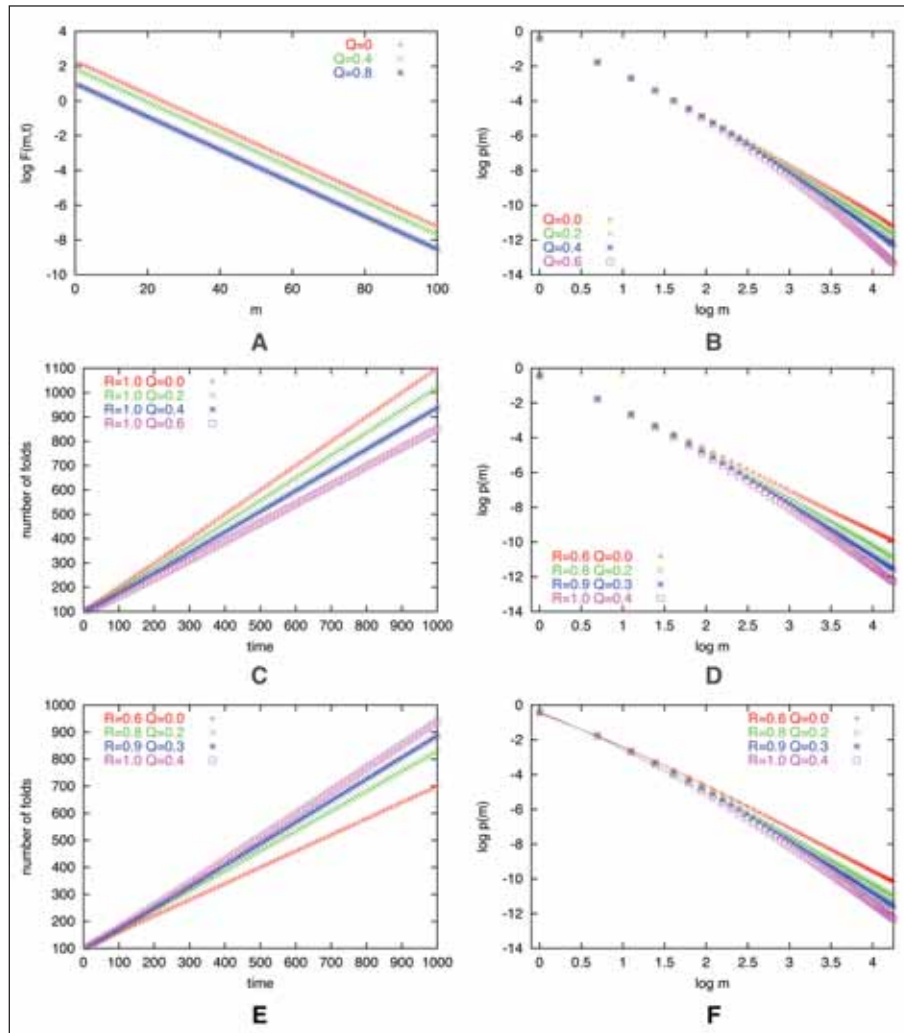 4
2
0
-2
-4
-6
-8
-10
log F(m,t)
Q=0
Q=0.4
Q=0.8
0 20 40 60 80 100
m
A
0
-2
-4
-6
-8
-10
-12
-14
log p(m)
Q=0.0
Q=0.2
Q=0.4
Q=0.6
0 0.5 1 1.5 2 2.5 3 3.5 4
log m
B
1100
1000
900
800
700
600
500
400
300
200
100
number of folds
R=1.0 Q=0.0
R=1.0 Q=0.2
R=1.0 Q=0.4
R=1.0 Q=0.6
0 100 200 300 400 500 600 700 800 900 1000
time
C
0
-2
-4
-6
-8
-10
-12
-14
log p(m)
R=0.6 Q=0.0
R=0.8 Q=0.2
R=0.9 Q=0.3
R=1.0 Q=0.4
0 0.5 1 1.5 2 2.5 3 3.5 4
log m
D
1000
900
800
700
600
500
400
300
200
100
number of folds
R=0.6 Q=0.0
R=0.8 Q=0.2
R=0.9 Q=0.3
R=1.0 Q=0.4
0 100 200 300 400 500 600 700 800 900 1000
time
E
0
-2
-4
-6
-8
-10
-12
-14
log p(m)
R=0.6 Q=0.0
R=0.8 Q=0.2
R=0.9 Q=0.3
R=1.0 Q=0.4
0 0.5 1 1.5 2 2.5 3 3.5 4
log m
F